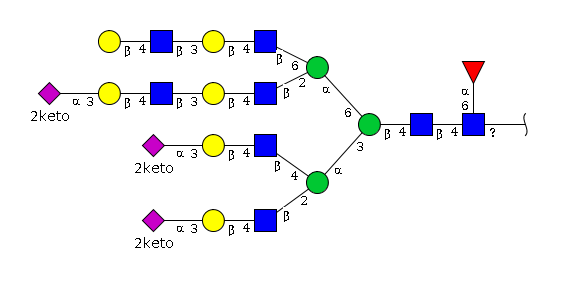 β 4 β 3 β 4 β 6
α 3 β 4 β 3 β 4 β 2 α 6
2keto
α 3 β 4 β 4 α 3
2keto
α 3 β 4 β 2
2keto
β 4 β 4 α 6 ?